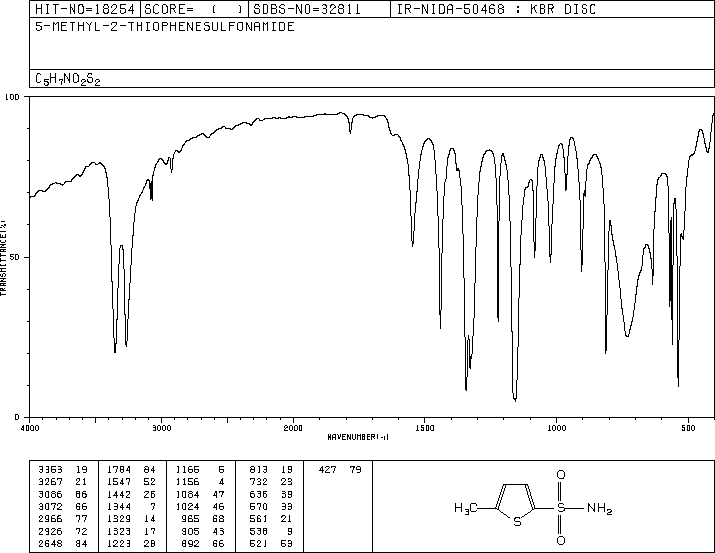 HIT-NO=18254 SCORE= ( ) SDBS-NO=32811 IR-NIDA-50468 : KBR DISC
5-METHYL-2-THIOPHENESULFONAMIDE
C5H7NO2S2
100
TRANSMITTANCE(%)
50
0
4000 3000 2000 1500 1000 500
WAVENUMBER(-1)
3353 19 1784 84 1166 5 813 19 427 79
3267 21 1547 52 1156 4 732 23
3086 86 1442 26 1084 47 636 39
3072 66 1344 7 1024 46 570 33
2966 77 1329 14 965 68 561 21
2926 72 1323 17 905 43 538 9
2648 84 1223 28 892 66 521 53
O
H3C S S NH2
O